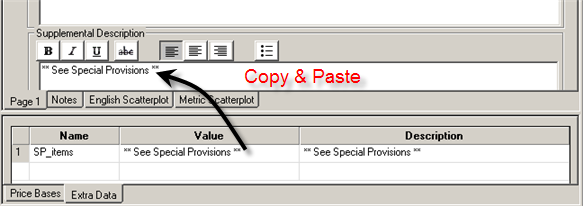 Supplemental Description
B I U abc
** See Special Provisions **
Copy & Paste
Page 1 Notes English Scatterplot Metric Scatterplot
Name Value Description
1 SP_items ** See Special Provisions ** ** See Special Provisions **
Price Bases Extra Data